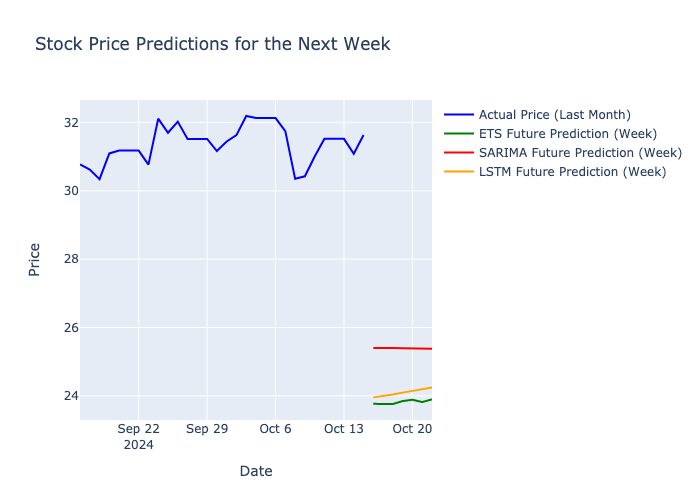 Stock Price Predictions for the Next Week
Actual Price (Last Month)
ETS Future Prediction (Week)
SARIMA Future Prediction (Week)
LSTM Future Prediction (Week)
Price
32
30
28
26
24
Sep 22
2024
Sep 29
Oct 6
Oct 13
Oct 20
Date